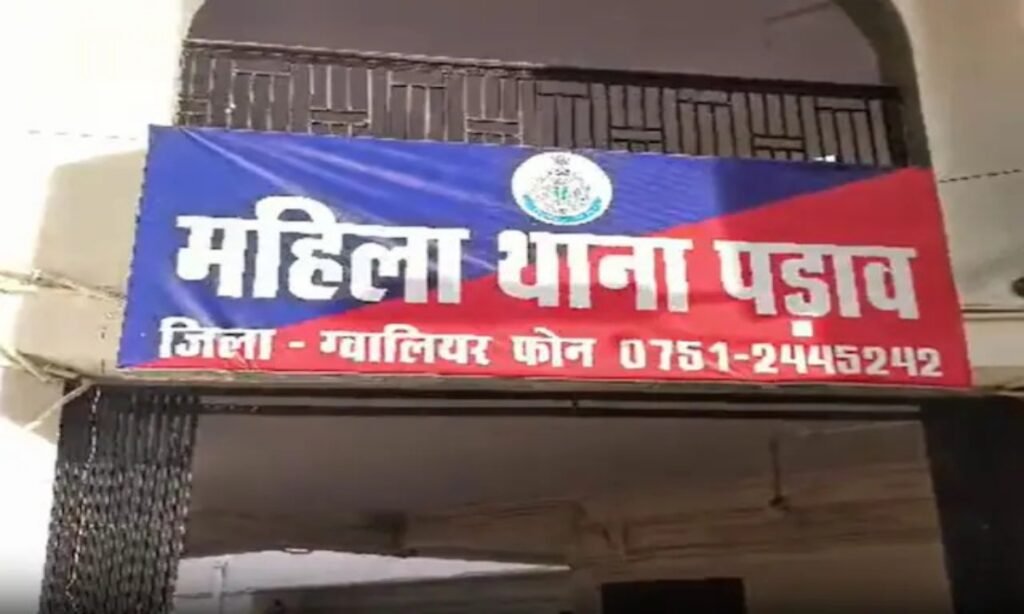 महिला थाना पड़ाव
जिला - ग्वालियर फोन 0751-2445242